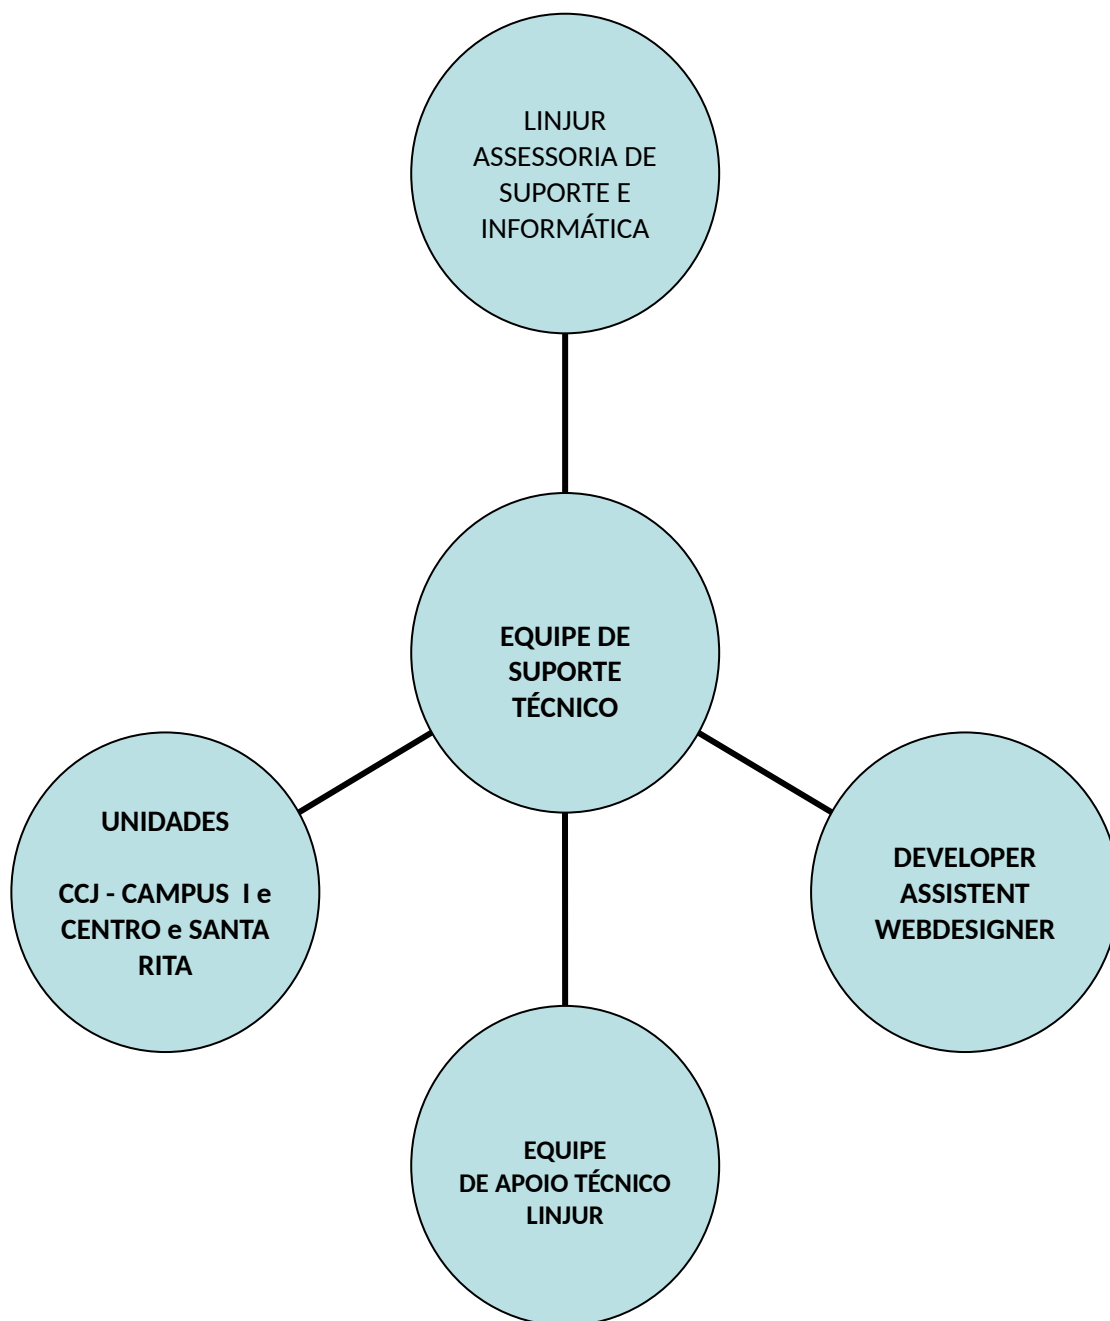 LINJUR
ASSESSORIA DE
SUPORTE E
INFORMÁTICA
EQUIPE DE
SUPORTE
TÉCNICO
UNIDADES
CCJ - CAMPUS  I e
CENTRO e SANTA
RITA
DEVELOPER
ASSISTENT
WEBDESIGNER
EQUIPE
DE APOIO TÉCNICO
LINJUR